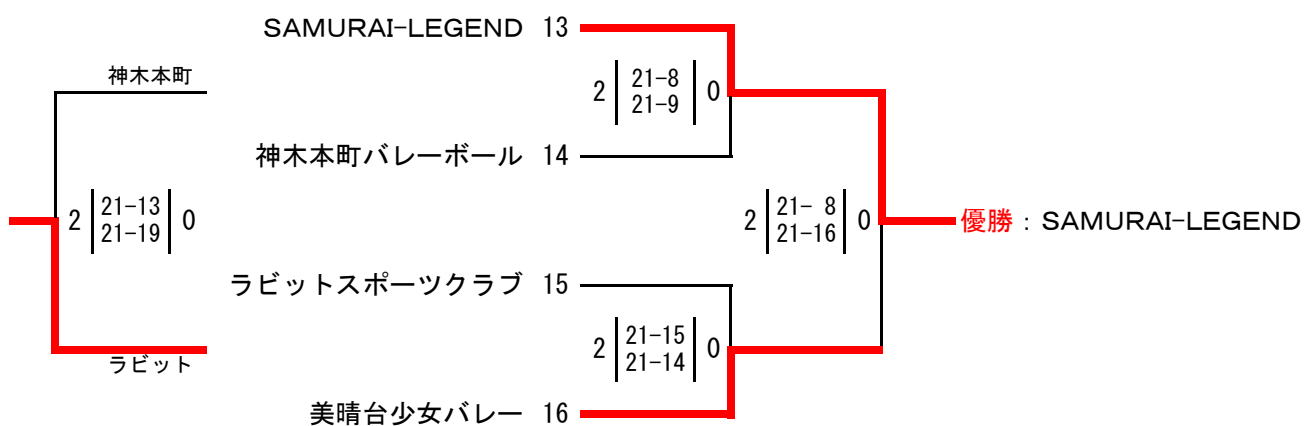 SAMURAI-LEGEND 13
神木本町
2 21-8 0
21-9
神木本町バレーボール 14
2 21-13 0
21-19
2 21- 8 0
21-16
優勝：SAMURAI-LEGEND
ラビットスポーツクラブ 15
2 21-15 0
21-14
ラビット
美晴台少女バレー 16